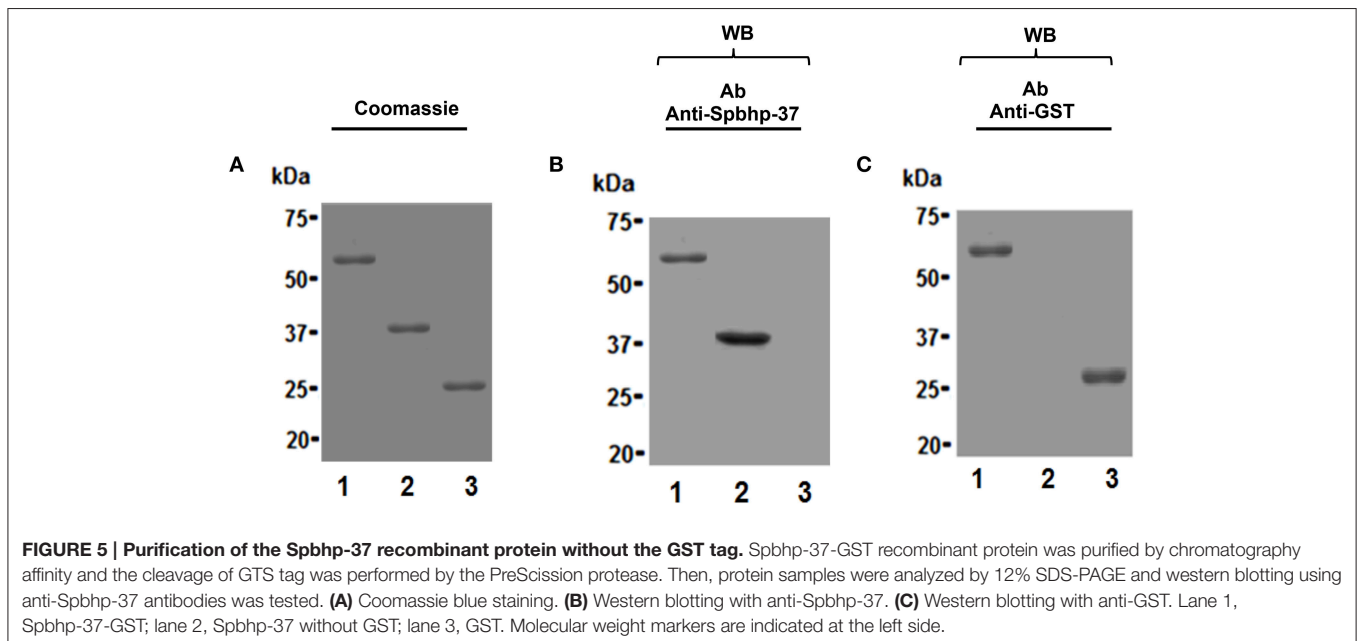 WB
Ab
Anti-Spbhp-37
WB
Ab
Anti-GST
Coomassie
A
kDa
75-
50-
37-
25-
20-
1 2 3
B
kDa
75-
50-
37-
25-
20-
1 2 3
C
kDa
75-
50-
37-
25-
20-
1 2 3
FIGURE 5 | Purification of the Spbhp-37 recombinant protein without the GST tag. Spbhp-37-GST recombinant protein was purified by chromatography
affinity and the cleavage of GTS tag was performed by the PreScission protease. Then, protein samples were analyzed by 12% SDS-PAGE and western blotting using
anti-Spbhp-37 antibodies was tested. (A) Coomassie blue staining. (B) Western blotting with anti-Spbhp-37. (C) Western blotting with anti-GST. Lane 1,
Spbhp-37-GST; lane 2, Spbhp-37 without GST; lane 3, GST. Molecular weight markers are indicated at the left side.